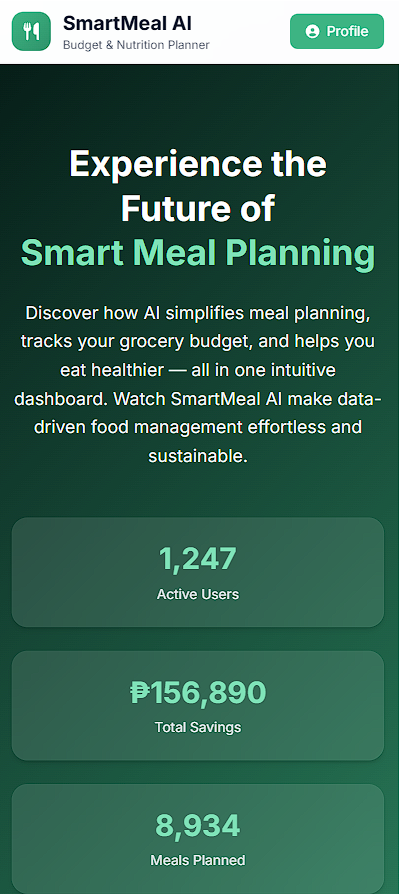 SmartMeal AI
Budget & Nutrition Planner
Profile
Experience the
Future of
Smart Meal Planning
Discover how AI simplifies meal planning,
tracks your grocery budget, and helps you
eat healthier — all in one intuitive
dashboard. Watch SmartMeal AI make data-
driven food management effortless and
sustainable.
1,247
Active Users
₱156,890
Total Savings
8,934
Meals Planned